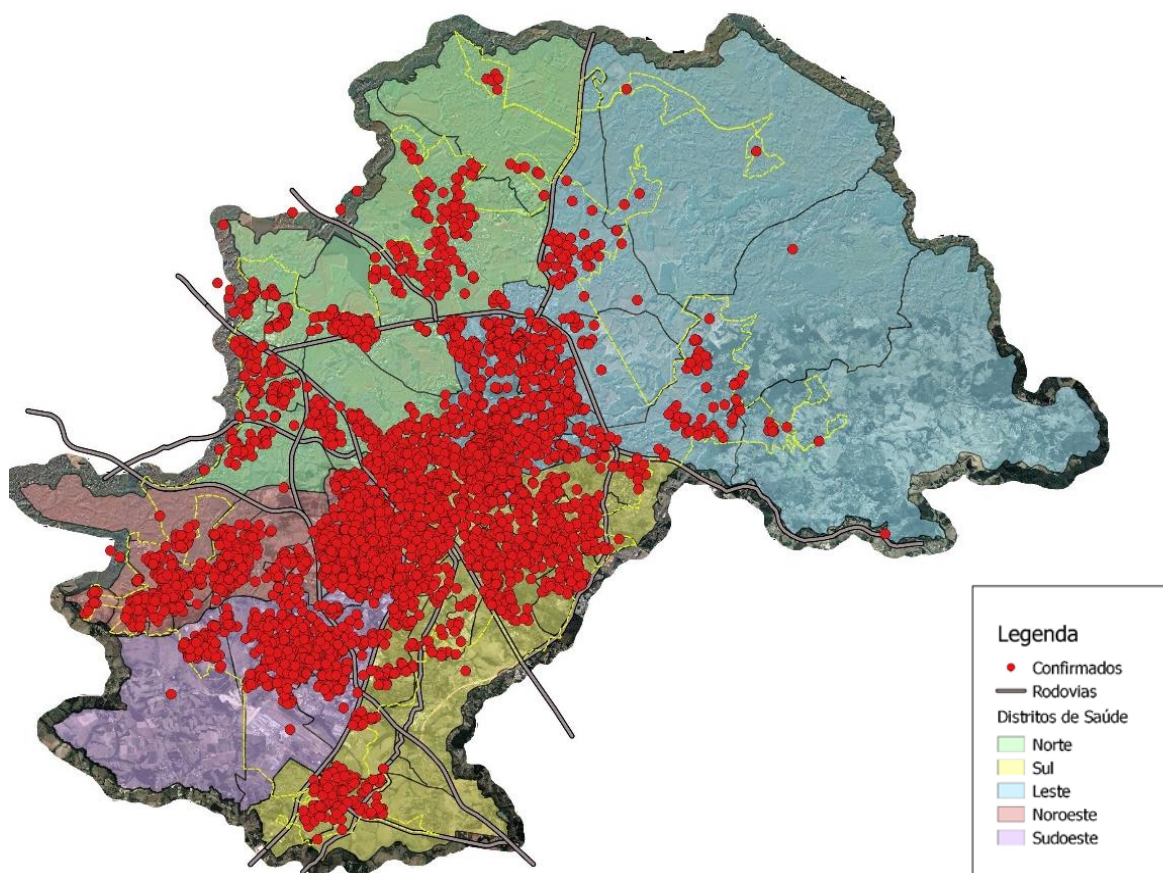 Legenda
Confirmados
Rodovias
Distritos de Saúde
Norte
Sul
Leste
Noroeste
Sudoeste